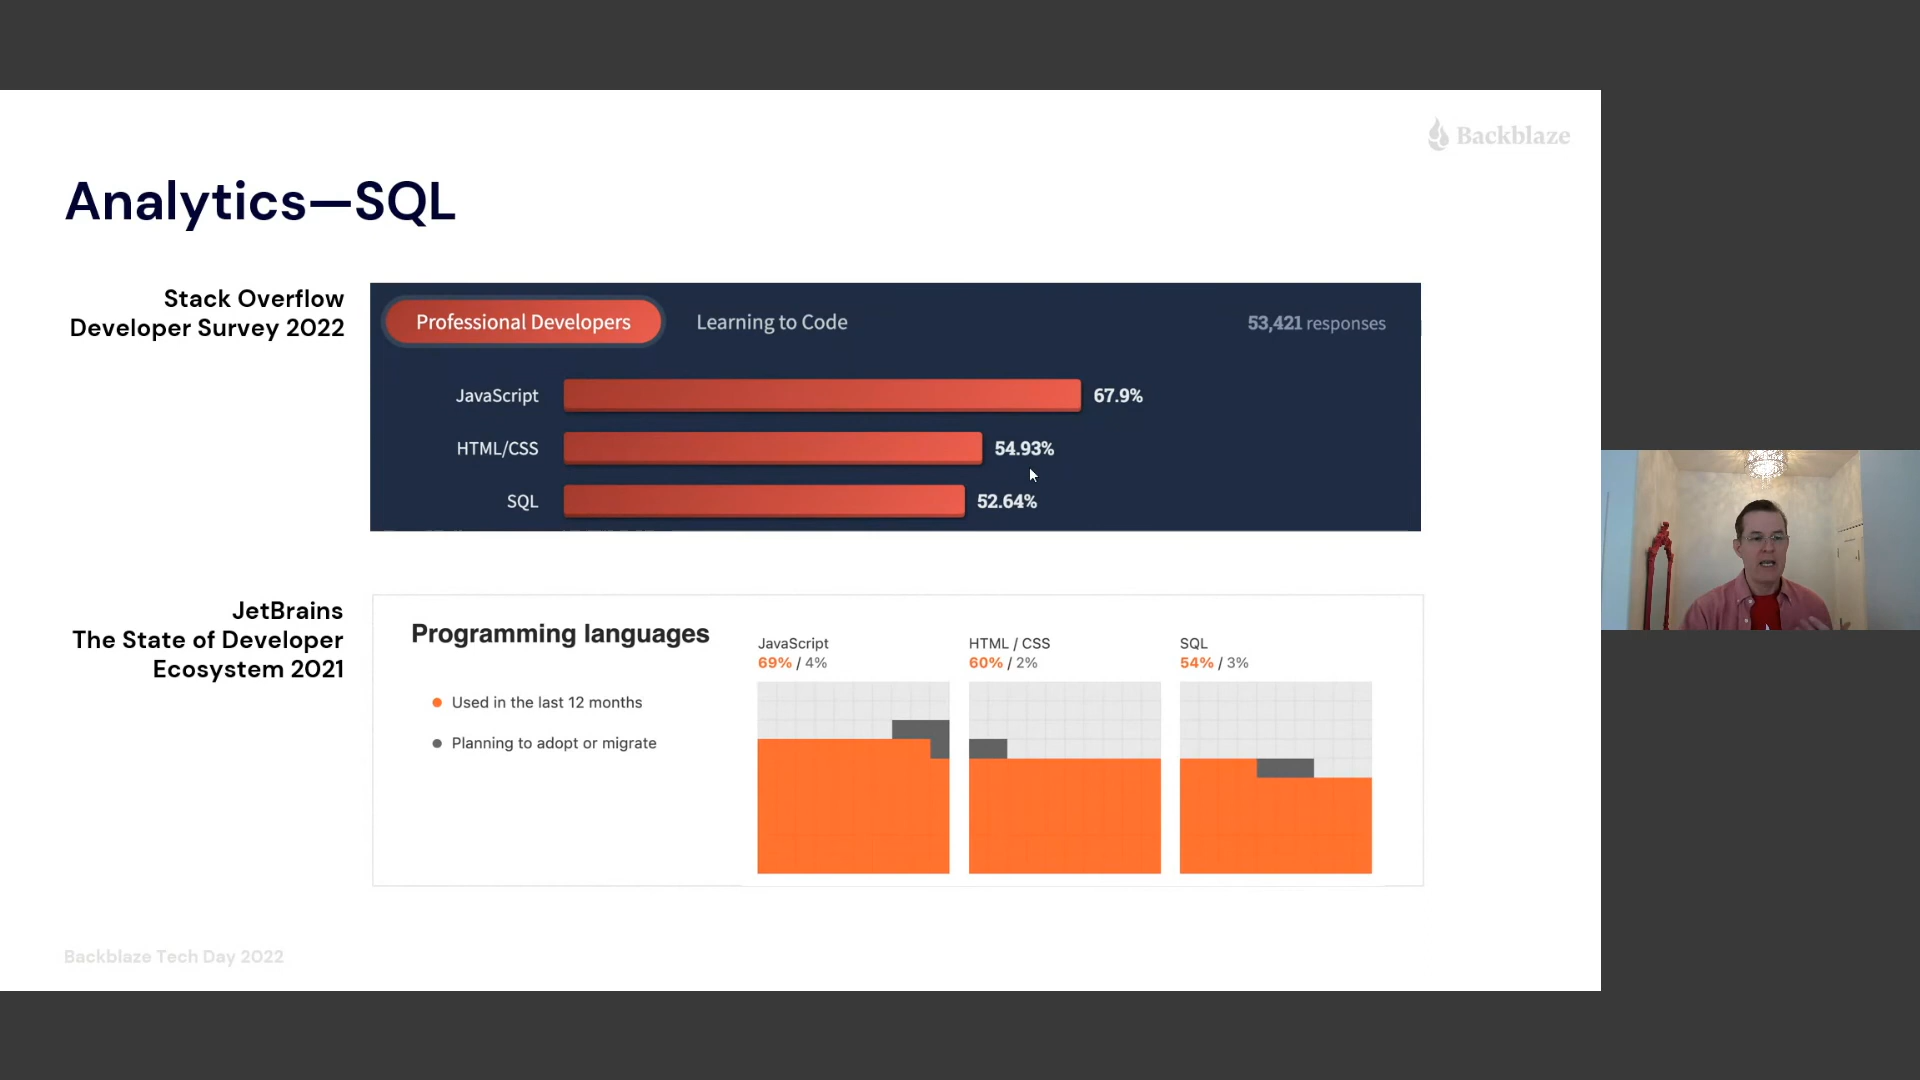 Backblaze
Analytics—SQL
Stack Overflow
Developer Survey 2022
Professional Developers
Learning to Code
53,421 responses
JavaScript
67.9%
HTML/CSS
54.93%
SQL
52.64%
JetBrains
The State of Developer
Ecosystem 2021
Programming languages
Used in the last 12 months
Planning to adopt or migrate
JavaScript
69% / 4%
HTML / CSS
60% / 2%
SQL
54% / 3%
Backblaze Tech Day 2022